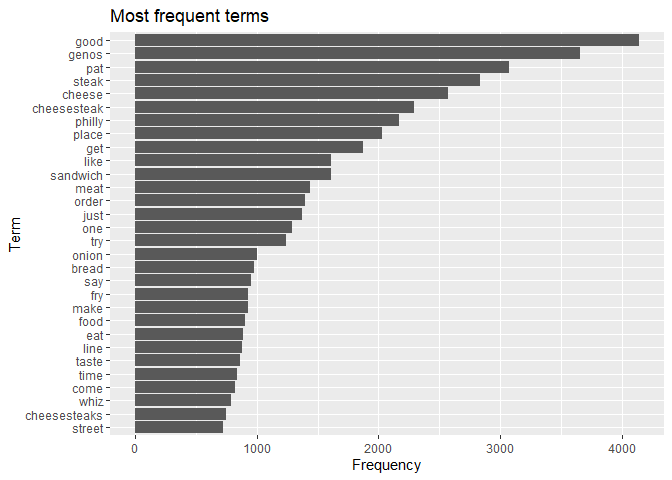 Most frequent terms
good
genos
pat
steak
cheese
cheesesteak
philly
place
get
like
sandwich
meat
order
just
one
try
onion
bread
say
fry
make
food
eat
line
taste
time
come
whiz
cheesesteaks
street
Term
0 1000 2000 3000 4000
Frequency